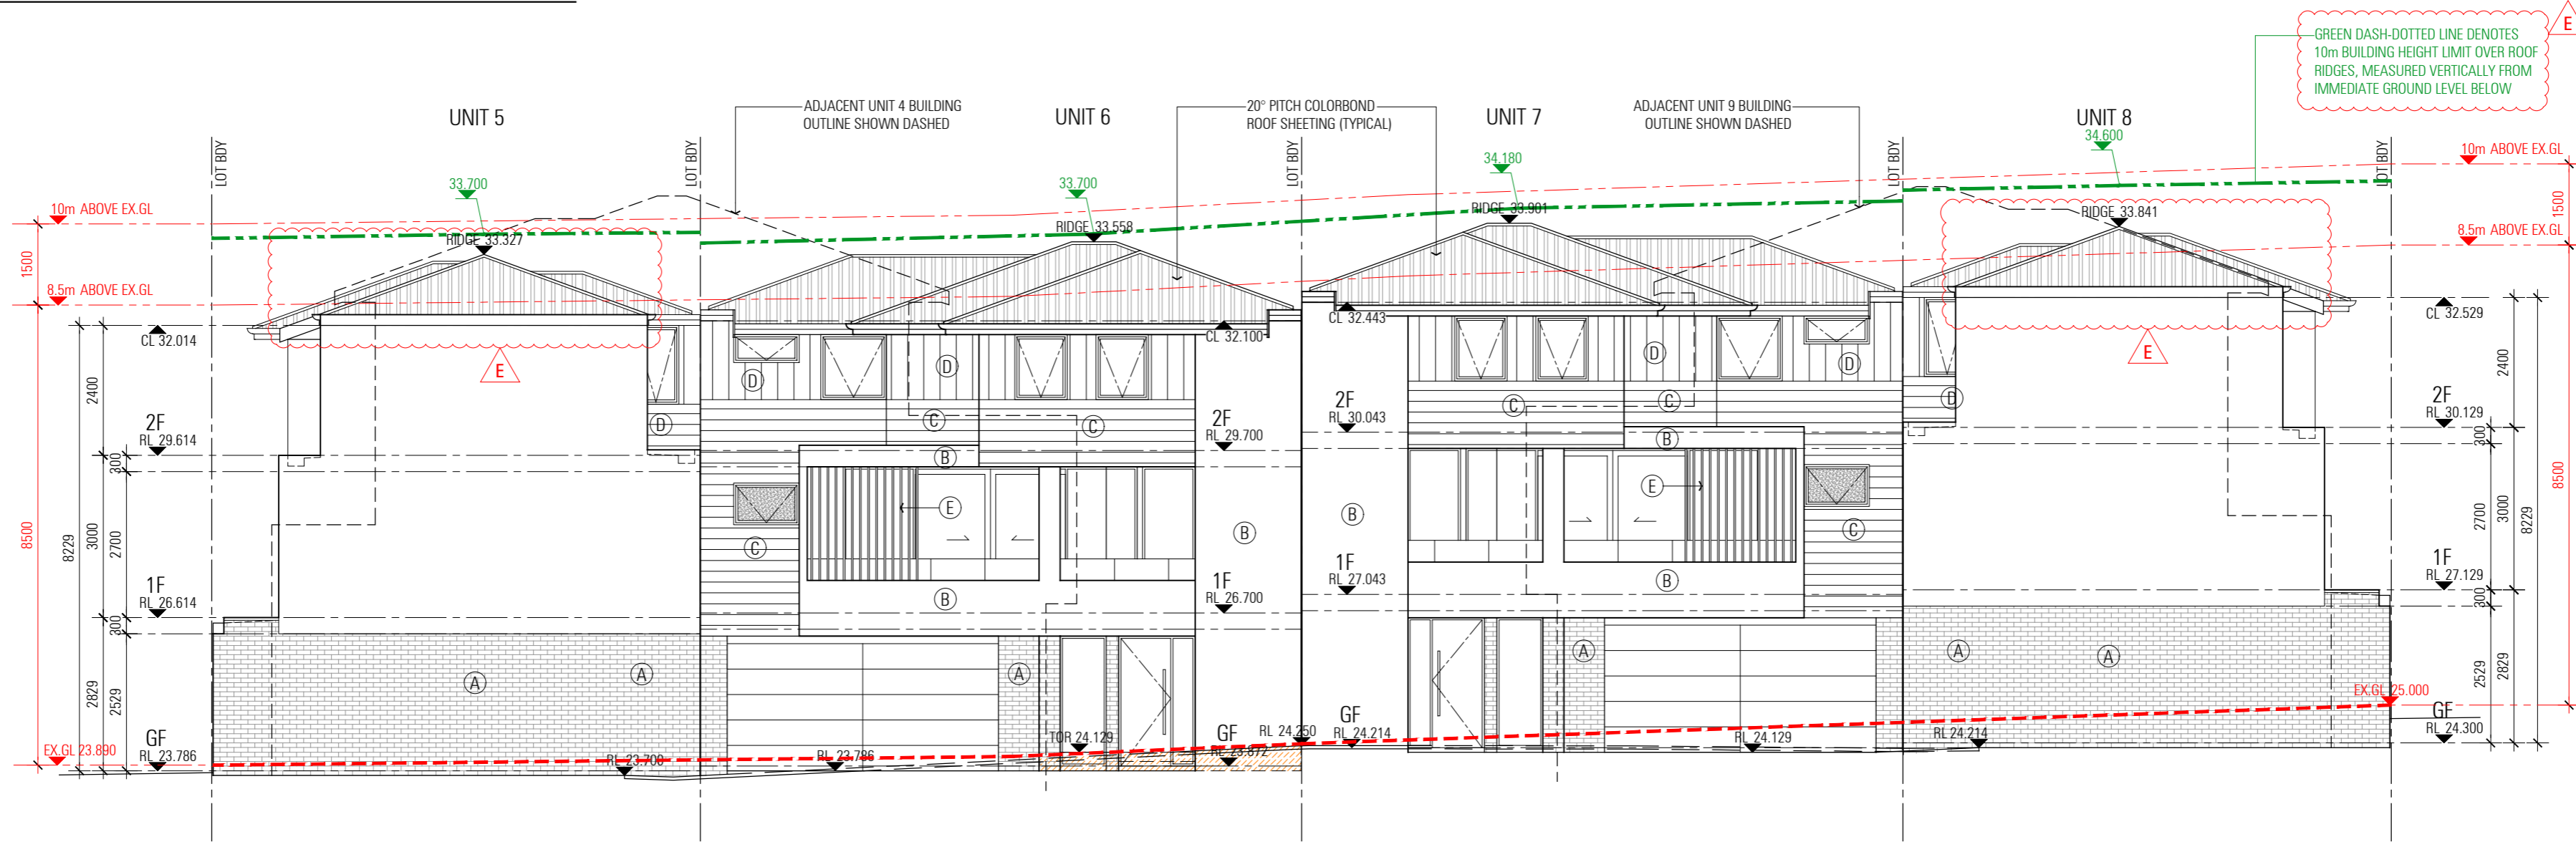 E
GREEN DASH-DOTTED LINE DENOTES
10m BUILDING HEIGHT LIMIT OVER ROOF
RIDGES, MEASURED VERTICALLY FROM
IMMEDIATE GROUND LEVEL BELOW
UNIT 5
ADJACENT UNIT 4 BUILDING
OUTLINE SHOWN DASHED
UNIT 6
20° PITCH COLORBOND
ROOF SHEETING (TYPICAL)
UNIT 7
ADJACENT UNIT 9 BUILDING
OUTLINE SHOWN DASHED
UNIT 8
34.600
LOT BDY
LOT BDY
LOT BDY
LOT BDY
LOT BDY
33.700
33.700
34.180
10m ABOVE EX.GL
10m ABOVE EX.GL
1500
1500
RIDGE 33.327
RIDGE 33.558
RIDGE 33.901
RIDGE 33.841
8.5m ABOVE EX.GL
8.5m ABOVE EX.GL
CL 32.014
CL 32.100
CL 32.443
CL 32.529
E
E
D
D
D
D
D
D
C
C
C
C
2400
2400
2F
RL 29.614
2F
RL 29.700
2F
RL 30.043
2F
RL 30.129
300
300
B
B
E
E
B
B
C
C
8500
8229
3000
2700
2700
3000
8229
8500
1F
RL 26.614
1F
RL 26.700
1F
RL 27.043
1F
RL 27.129
B
B
300
300
A
A
A
A
A
A
2829
2529
2529
2829
EX.GL 23.890
EX.GL 25.000
GF
RL 23.786
RL 23.700
RL 23.786
TOR 24.129
GF
RL 23.872
RL 24.250
GF
RL 24.214
RL 24.129
RL 24.214
GF
RL 24.300